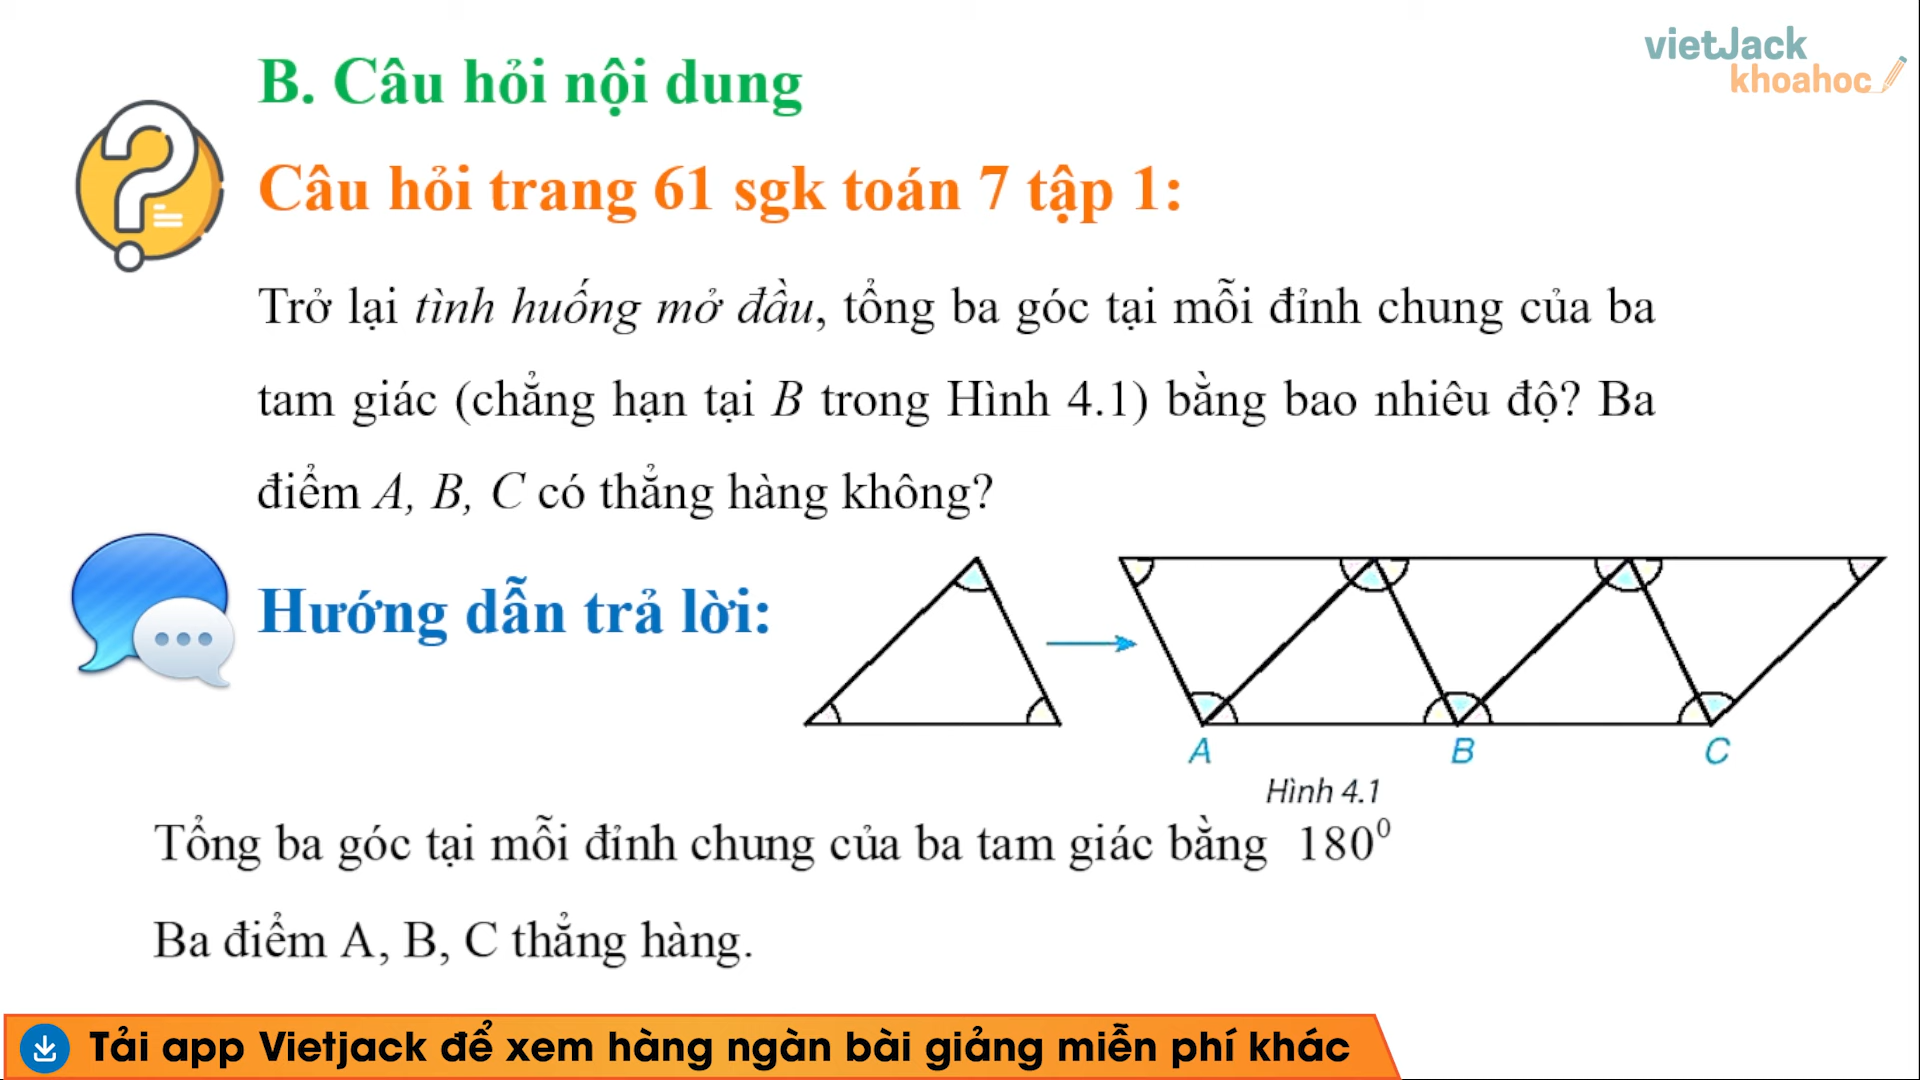 vietJack
khoahoc
B. Câu hỏi nội dung
Câu hỏi trang 61 sgk toán 7 tập 1:
Trở lại tình huống mở đầu, tổng ba góc tại mỗi đỉnh chung của ba
tam giác (chẳng hạn tại B trong Hình 4.1) bằng bao nhiêu độ? Ba
điểm A, B, C có thẳng hàng không?
Hướng dẫn trả lời:
A B C
Hình 4.1
Tổng ba góc tại mỗi đỉnh chung của ba tam giác bằng 180⁰
Ba điểm A, B, C thẳng hàng.
Tải app Vietjack để xem hàng ngàn bài giảng miễn phí khác